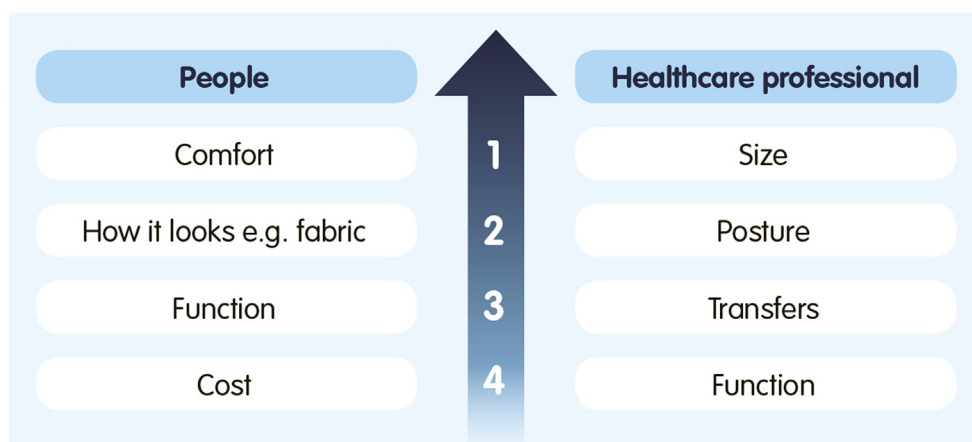 People
Healthcare professional
Comfort
1
Size
How it looks e.g. fabric
2
Posture
Function
3
Transfers
Cost
4
Function